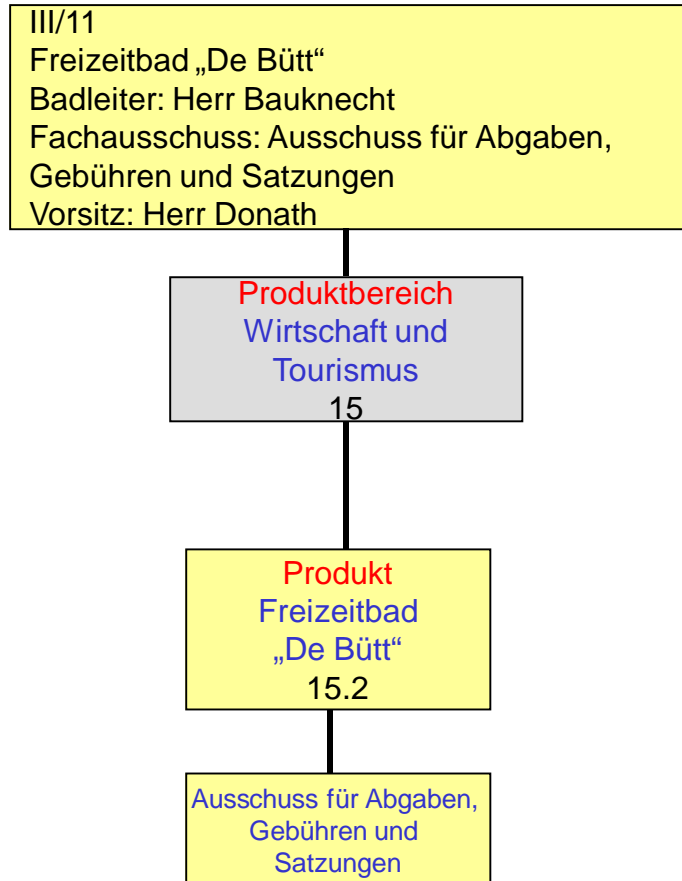 III/11
Freizeitbad „De Bütt“
Badleiter: Herr Bauknecht
Fachausschuss: Ausschuss für Abgaben,
Gebühren und Satzungen
Vorsitz: Herr Donath
Produktbereich
Wirtschaft und
Tourismus
15
Produkt
Freizeitbad
„De Bütt“
15.2
Ausschuss für Abgaben,
Gebühren und
Satzungen